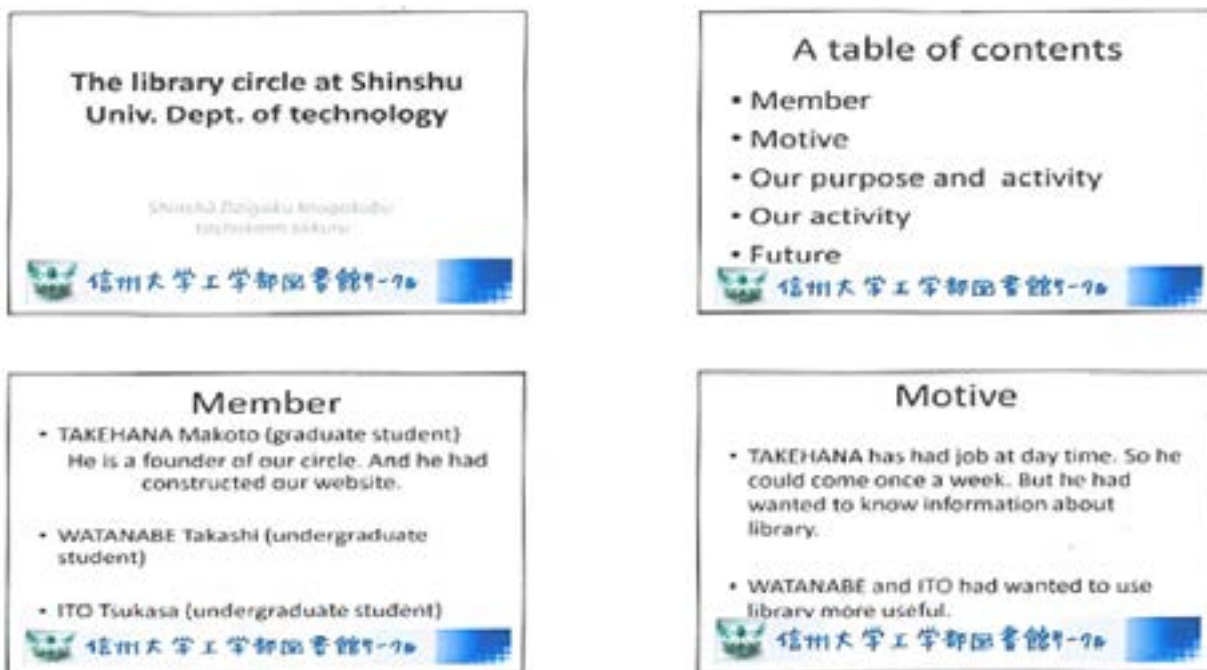 The library circle at Shinshu
Univ. Dept. of technology
信州大学工学部図書館サークル
A table of contents
• Member
• Motive
• Our purpose and activity
• Our activity
• Future
信州大学工学部図書館サークル
Member
• TAKEHANA Makoto (graduate student)
He is a founder of our circle. And he had
constructed our website.
• WATANABE Takashi (undergraduate
student)
• ITO Tsukasa (undergraduate student)
信州大学工学部図書館サークル
Motive
• TAKEHANA has had job at day time. So he
could come once a week. But he had
wanted to know information about
library.
• WATANABE and ITO had wanted to use
library more useful.
信州大学工学部図書館サークル